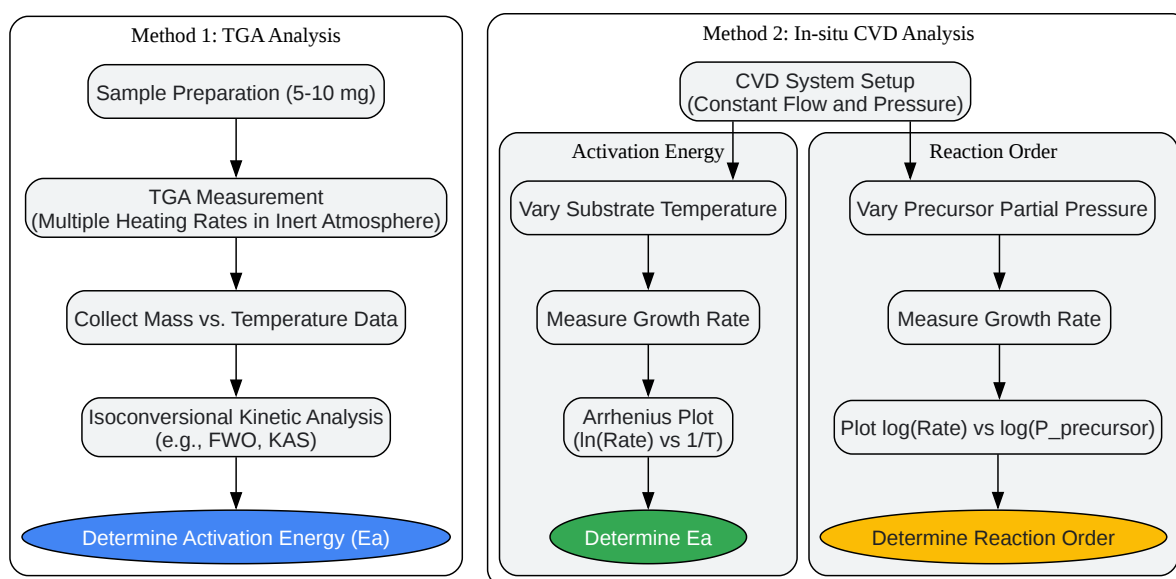 Method 1: TGA Analysis
Sample Preparation (5-10 mg)
TGA Measurement
(Multiple Heating Rates in Inert Atmosphere)
Collect Mass vs. Temperature Data
Isoconversional Kinetic Analysis
(e.g., FWO, KAS)
Determine Activation Energy (Ea)
Method 2: In-situ CVD Analysis
CVD System Setup
(Constant Flow and Pressure)
Activation Energy
Vary Substrate Temperature
Measure Growth Rate
Arrhenius Plot
(ln(Rate) vs 1/T)
Determine Ea
Reaction Order
Vary Precursor Partial Pressure
Measure Growth Rate
Plot log(Rate) vs log(P_precursor)
Determine Reaction Order